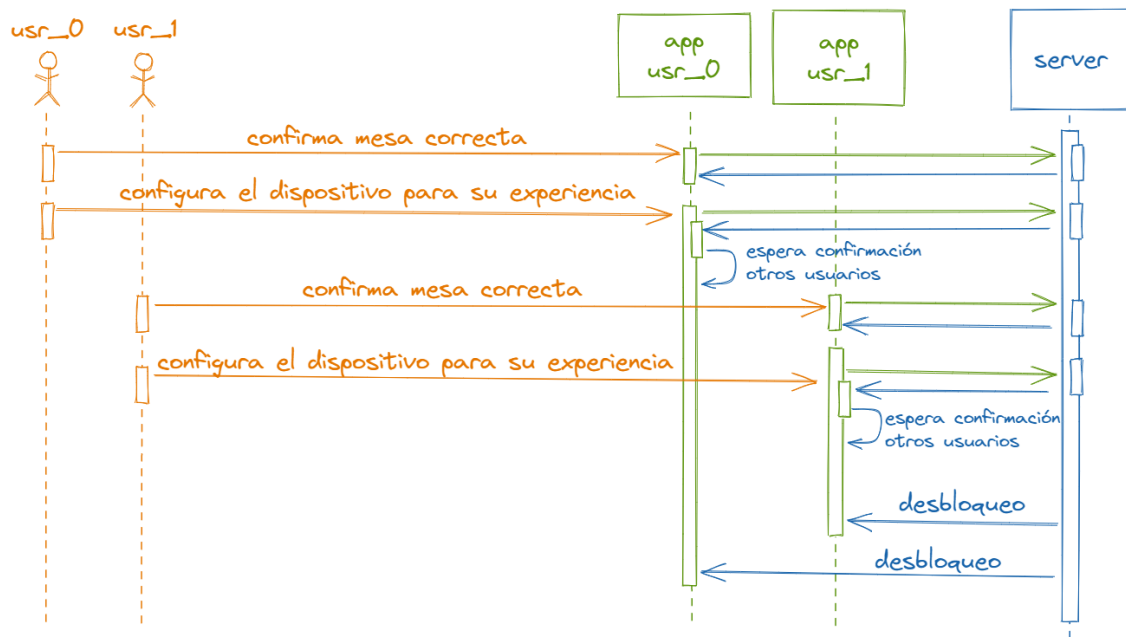 usr_0
usr_1
app
usr_0
app
usr_1
server
confirma mesa correcta
configura el dispositivo para su experiencia
espera confirmación
otros usuarios
confirma mesa correcta
configura el dispositivo para su experiencia
espera confirmación
otros usuarios
desbloqueo
desbloqueo